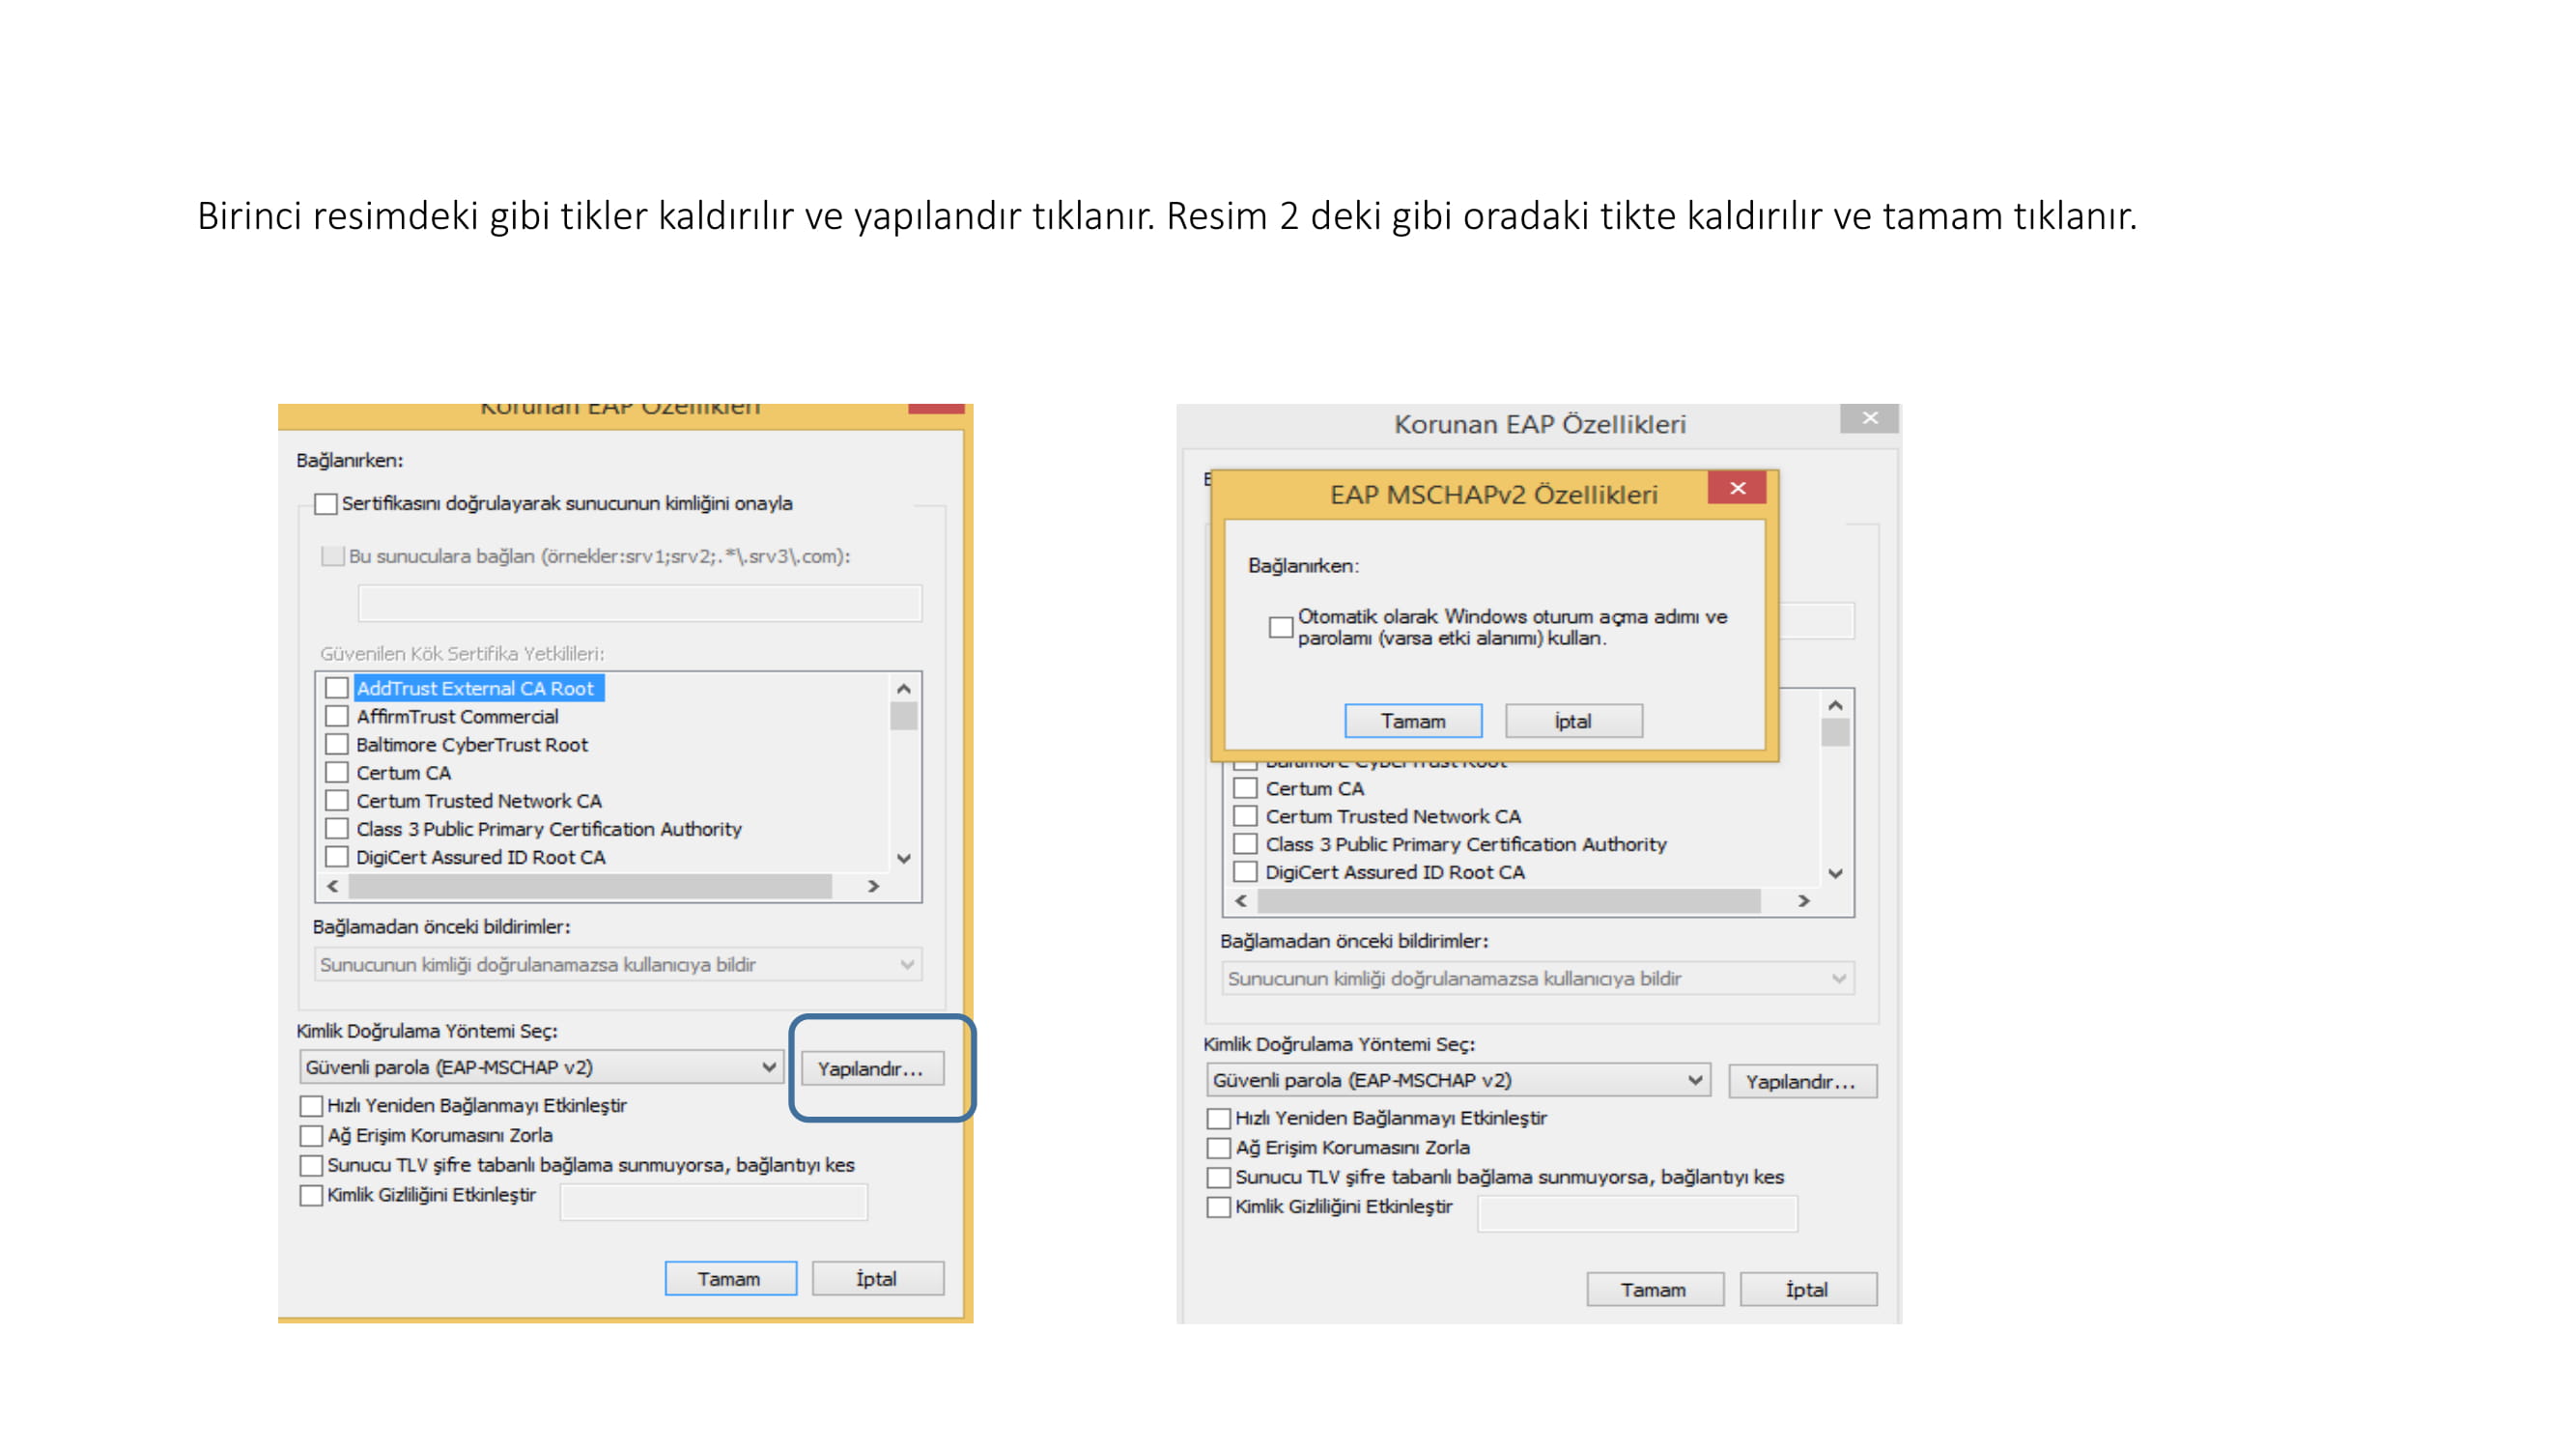 Birinci resimdeki gibi tikler kaldırılır ve yapılandır tıklanır. Resim 2 deki gibi oradaki tikte kaldırılır ve tamam tıklanır.
Korunan EAP Özellikleri
Bağlanırken:
Sertifikasını doğrulayarak sunucunun kimliğini onayla
Bu sunuculara bağlan (örnekler:srv1;srv2;.*\.srv3\.com):
Güvenilen Kök Sertifika Yetkilileri:
AddTrust External CA Root
AffirmTrust Commercial
Baltimore CyberTrust Root
Certum CA
Certum Trusted Network CA
Class 3 Public Primary Certification Authority
DigiCert Assured ID Root CA
Bağlamadan önceki bildirimler:
Sunucunun kimliği doğrulanamazsa kullanıcıya bildir
Kimlik Doğrulama Yöntemi Seç:
Güvenli parola (EAP-MSCHAP v2)
Yapılandır...
Hızlı Yeniden Bağlanmayı Etkinleştir
Ağ Erişim Korumasını Zorla
Sunucu TLV şifre tabanlı bağlama sunmuyorsa, bağlantıyı kes
Kimlik Gizliliğini Etkinleştir
Tamam
İptal
Korunan EAP Özellikleri
EAP MSCHAPv2 Özellikleri
Bağlanırken:
Otomatik olarak Windows oturum açma adımı ve
parolamı (varsa etki alanımı) kullan.
Tamam
İptal
Baltimore CyberTrust Root
Certum CA
Certum Trusted Network CA
Class 3 Public Primary Certification Authority
DigiCert Assured ID Root CA
Bağlamadan önceki bildirimler:
Sunucunun kimliği doğrulanamazsa kullanıcıya bildir
Kimlik Doğrulama Yöntemi Seç:
Güvenli parola (EAP-MSCHAP v2)
Yapılandır...
Hızlı Yeniden Bağlanmayı Etkinleştir
Ağ Erişim Korumasını Zorla
Sunucu TLV şifre tabanlı bağlama sunmuyorsa, bağlantıyı kes
Kimlik Gizliliğini Etkinleştir
Tamam
İptal